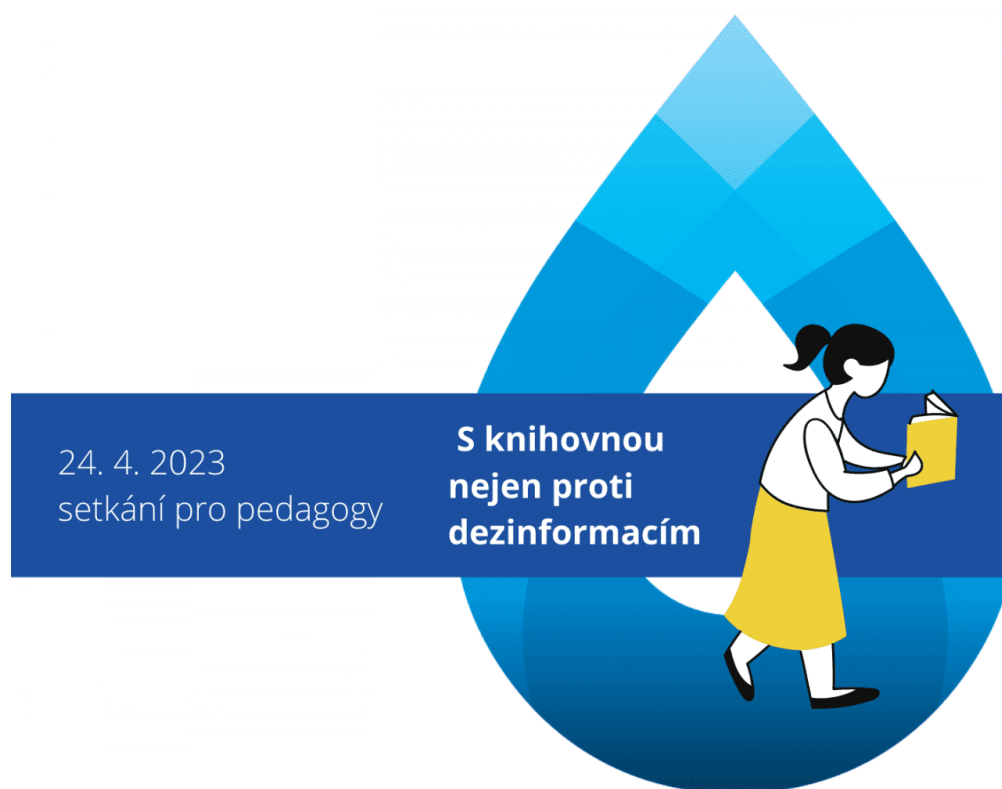 24. 4. 2023
setkání pro pedagogy
S knihovnou
nejen proti
dezinformacím